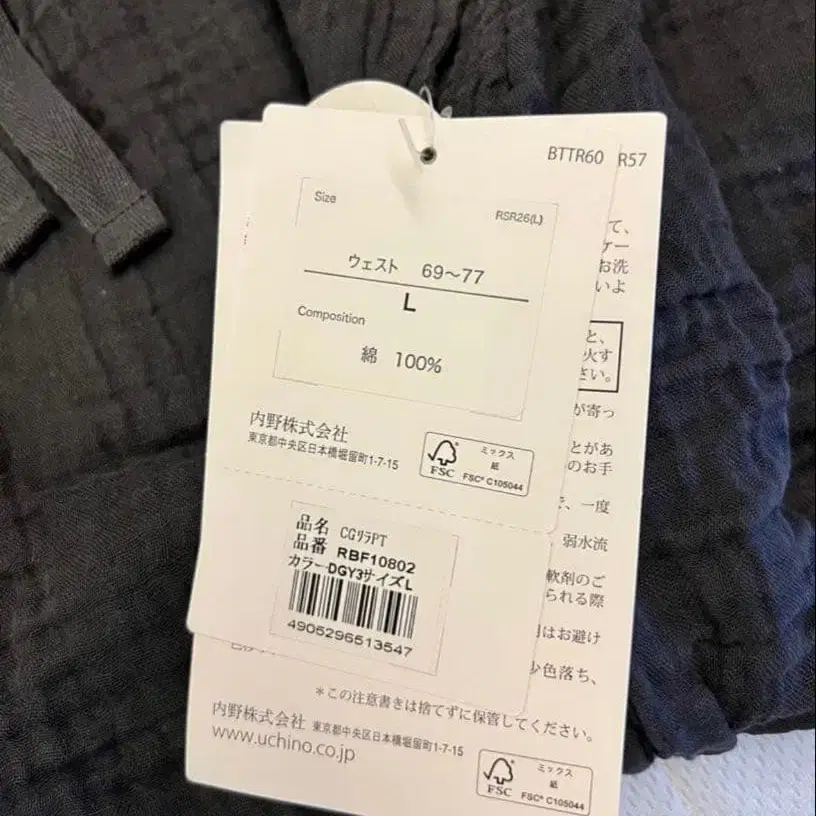 BTTR60
R57
Size
RSR26(L)
ウェスト 69〜77
L
Composition
綿 100%
内野株式会社
東京都中央区日本橋堀留町1-7-15
FSC
ミックス
紙
FSC® C105044
品名 CGリラPT
品番 RBF10802
カラーDGY3サイズL
4905296513547
て、
ケー
お洗
いよ
と、
火す
さい。
が寄っ
とがあ
のお手
で、一度
弱水流
軟剤のご
られる際
はお避け
少色落ち、
＊この注意書きは捨てずに保管してください。
内野株式会社 東京都中央区日本橋堀留町1-7-15
www.uchino.co.jp
FSC
ミックス
紙
FSC® C105044